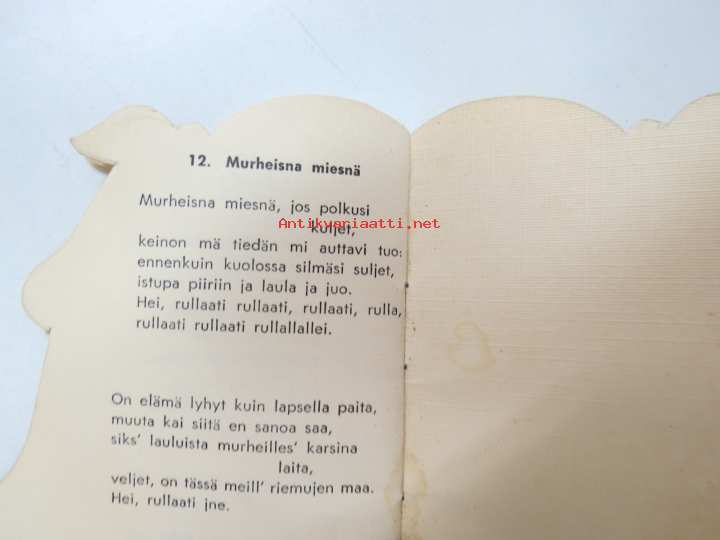 12. Murheisna miesnä
Murheisna miesnä, jos polkusi
kuljet,
Antikvariaatti.net
keinon mä tiedän mi auttavi tuo:
ennenkuin kuolossa silmäsi suljet,
istupa piiriin ja laula ja juo.
Hei, rullaati rullaati, rullaati, rulla,
rullaati rullaati rullallallei.
On elämä lyhyt kuin lapsella paita,
muuta kai siitä en sanoa saa,
siks' lauluista murheilles' karsina
laita,
veljet, on tässä meill' riemujen maa.
Hei, rullaati jne.